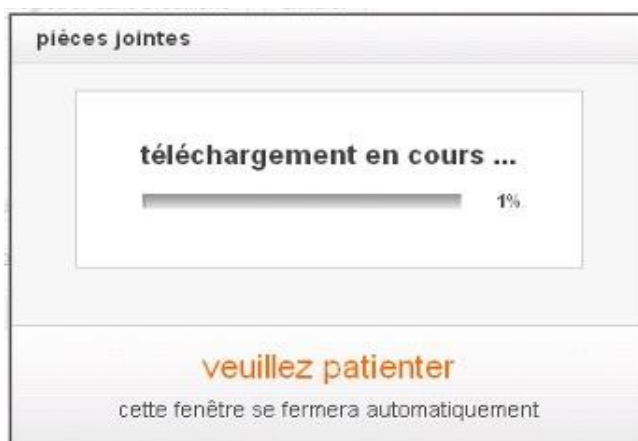 pièces jointes
téléchargement en cours ...
1%
veuillez patienter
cette fenêtre se fermera automatiquement